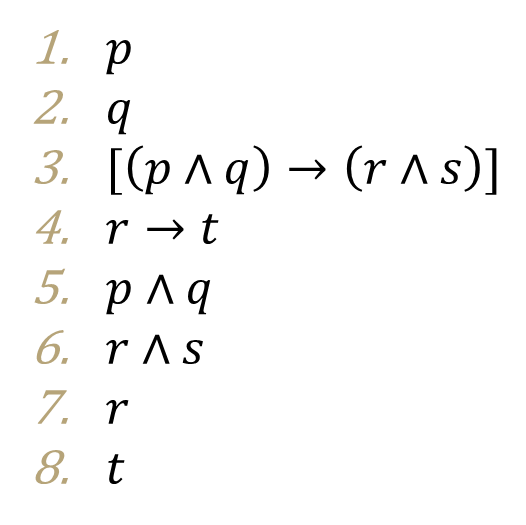 1. p
2. q
3. [(p ∧ q) → (r ∧ s)]
4. r → t
5. p ∧ q
6. r ∧ s
7. r
8. t